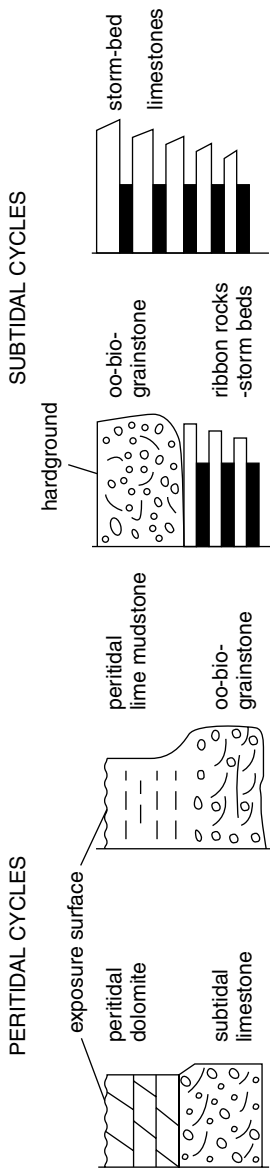 PERITIDAL CYCLES
exposure surface
peritidal
dolomite
subtidal
limestone
peritidal
lime mudstone
oo-bio-
grainstone
SUBTIDAL CYCLES
hardground
oo-bio-
grainstone
ribbon rocks
-storm beds
storm-bed
limestones